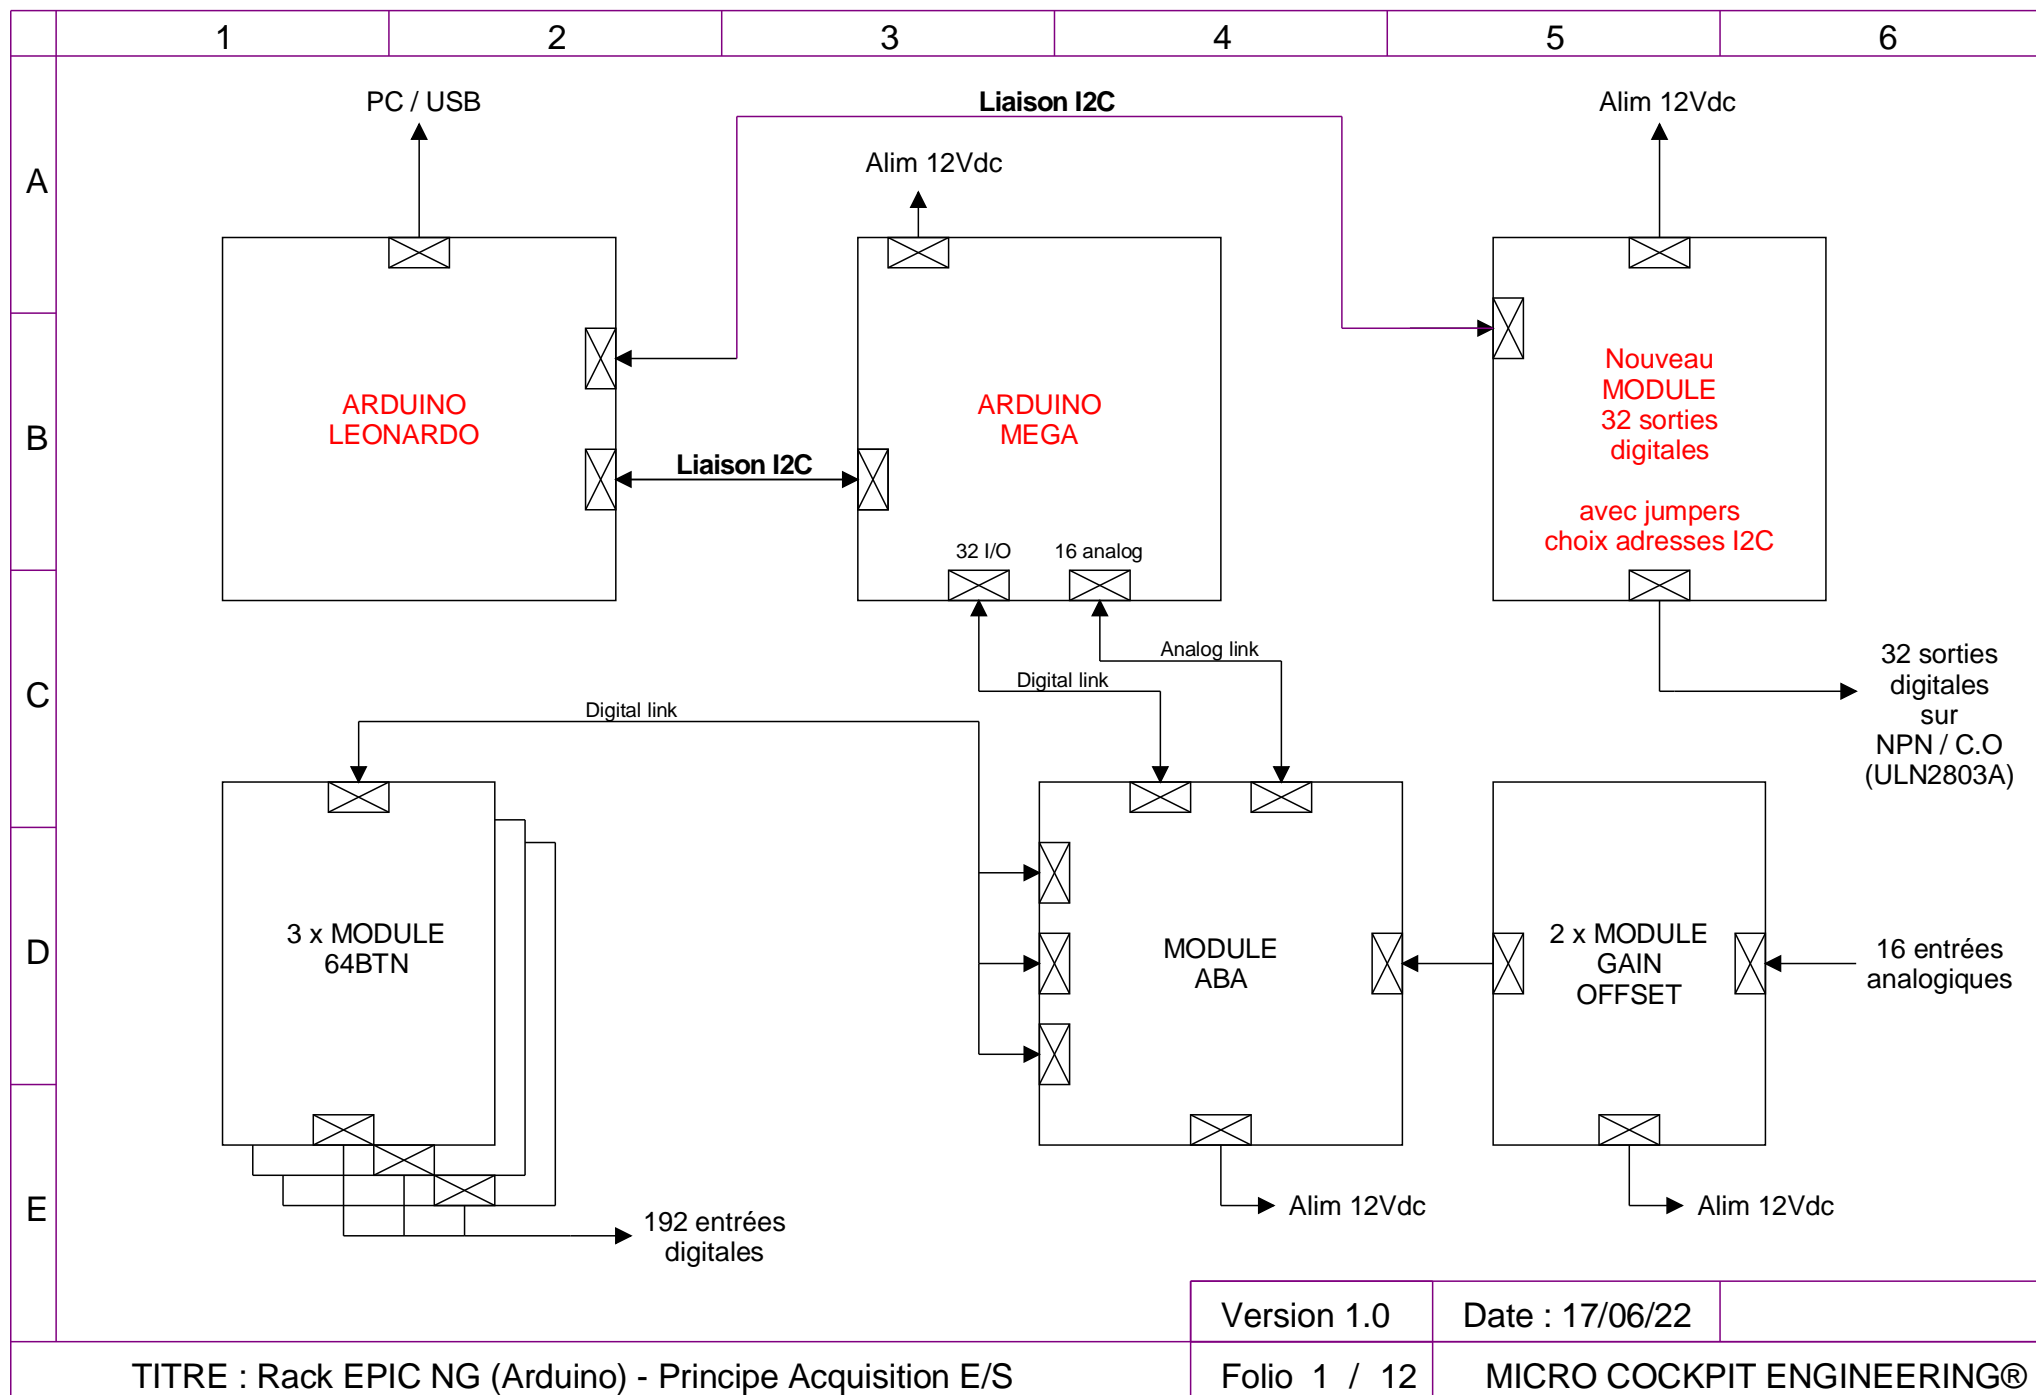 1
2
3
4
5
6
A
B
C
D
E
PC / USB
Liaison I2C
Alim 12Vdc
Alim 12Vdc
ARDUINO
LEONARDO
Liaison I2C
ARDUINO
MEGA
32 I/O
16 analog
Nouveau
MODULE
32 sorties
digitales
avec jumpers
choix adresses I2C
Analog link
Digital link
Digital link
32 sorties
digitales
sur
NPN / C.O
(ULN2803A)
3 x MODULE
64BTN
MODULE
ABA
2 x MODULE
GAIN
OFFSET
16 entrées
analogiques
192 entrées
digitales
Alim 12Vdc
Alim 12Vdc
Version 1.0
Date : 17/06/22
TITRE : Rack EPIC NG (Arduino) - Principe Acquisition E/S
Folio 1 / 12
MICRO COCKPIT ENGINEERING®